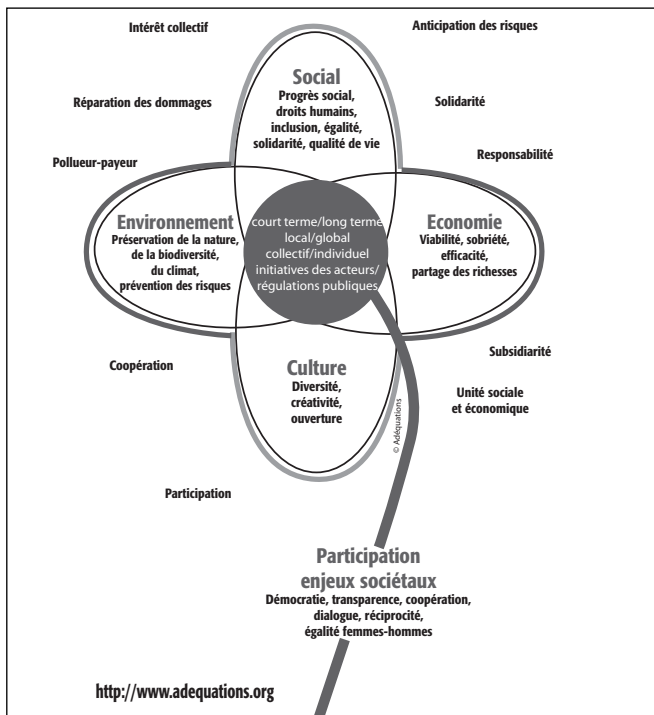 Intérêt collectif
Anticipation des risques
Social
Progrès social,
droits humains,
inclusion, égalité,
solidarité, qualité de vie
Réparation des dommages
Solidarité
Pollueur-payeur
Responsabilité
Environnement
Préservation de la nature,
de la biodiversité,
du climat,
prévention des risques
court terme/long terme
local/global
collectif/individuel
initiatives des acteurs/
régulations publiques
Economie
Viabilité, sobriété,
efficacité,
partage des richesses
Coopération
Culture
Diversité,
créativité,
ouverture
Subsidiarité
Unité sociale
et économique
© Adéquations
Participation
Participation
enjeux sociétaux
Démocratie, transparence, coopération,
dialogue, réciprocité,
égalité femmes-hommes
http://www.adequations.org